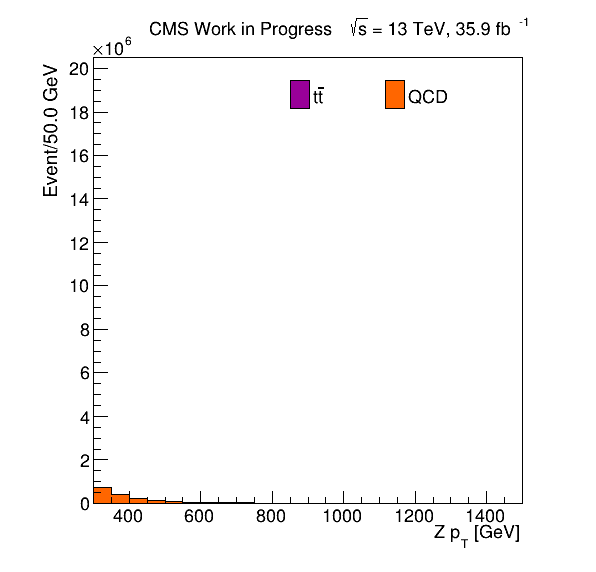 CMS Work in Progress √s = 13 TeV, 35.9 fb -1
×10^6
Event/50.0 GeV
tt̅ QCD
20
18
16
14
12
10
8
6
4
2
0
400 600 800 1000 1200 1400
Z p_T [GeV]